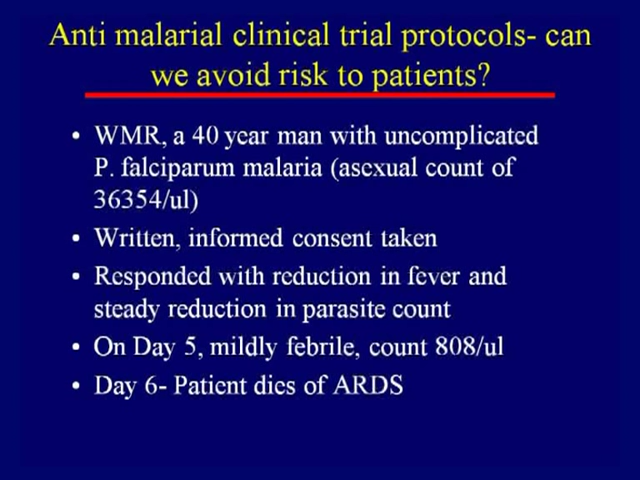 Anti malarial clinical trial protocols- can
we avoid risk to patients?
• WMR, a 40 year man with uncomplicated
P. falciparum malaria (asexual count of
36354/ul)
• Written, informed consent taken
• Responded with reduction in fever and
steady reduction in parasite count
• On Day 5, mildly febrile, count 808/ul
• Day 6- Patient dies of ARDS